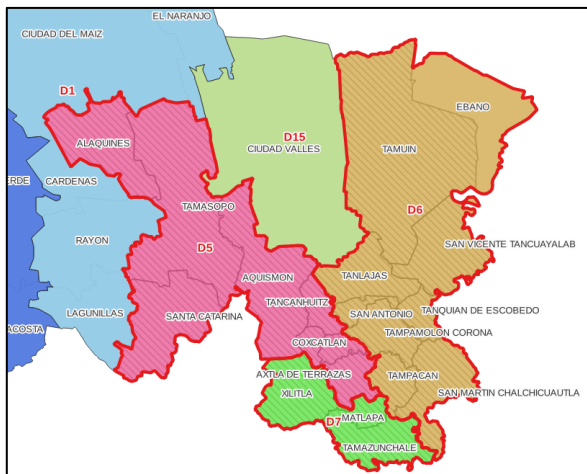 EL NARANJO
CIUDAD DEL MAIZ
D1
EBANO
D15
ALAQUINES
CIUDAD VALLES
TAMUIN
ERDE
CARDENAS
TAMASOPO
D6
RAYON
D5
SAN VICENTE TANCUAYALAB
AQUISMON
TANLAJAS
TANCANHUITZ
LAGUNILLAS
SANTA CATARINA
SAN ANTONIO
TANQUIAN DE ESCOBEDO
ACOSTA
TAMPAMOLON CORONA
COXCATLAN
AXTLA DE TERRAZAS
TAMPACAN
XILITLA
SAN MARTIN CHALCHICUAUTLA
MATLAPA
D7
TAMAZUNCHALE